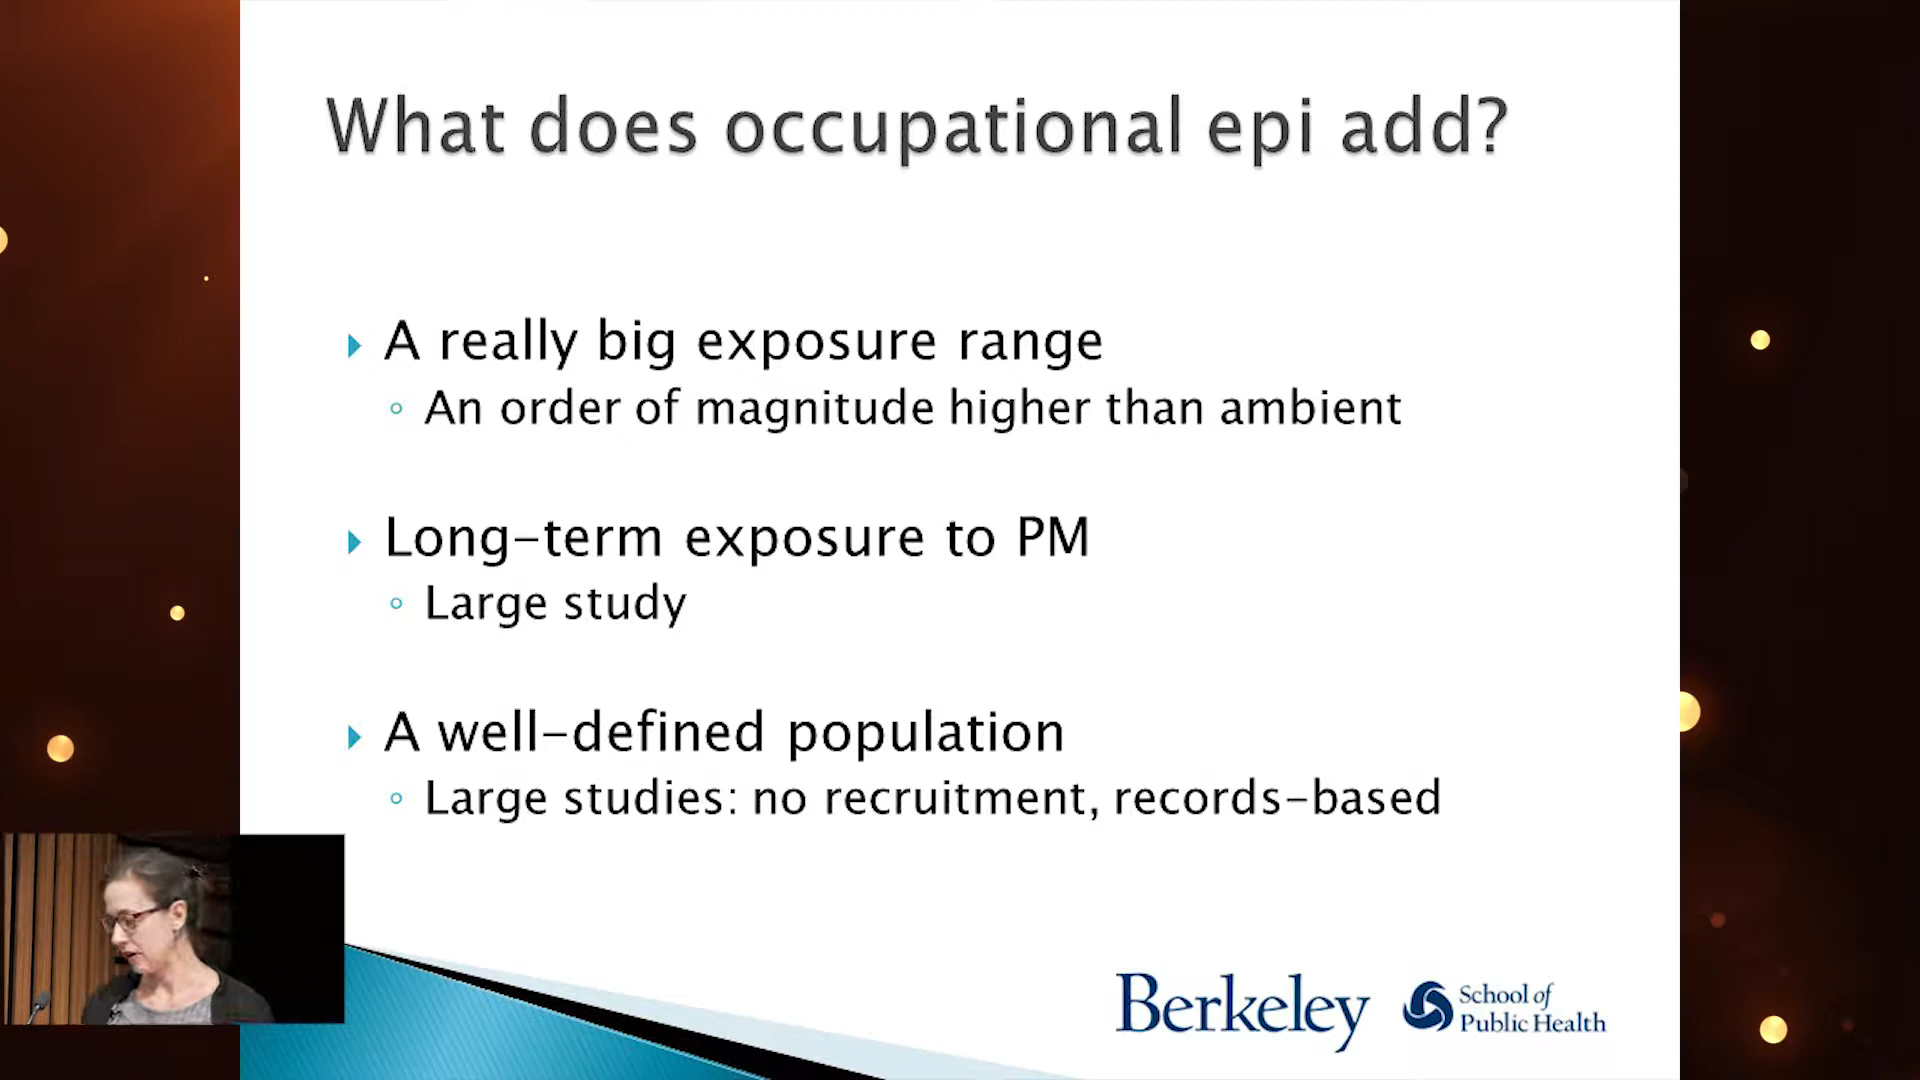 What does occupational epi add?
A really big exposure range
An order of magnitude higher than ambient
Long-term exposure to PM
Large study
A well-defined population
Large studies: no recruitment, records-based
Berkeley
School of
Public Health